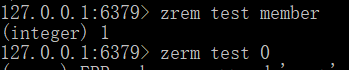 127.0.0.1:6379> zrem test member
(integer) 1
127.0.0.1:6379> zerm test 0